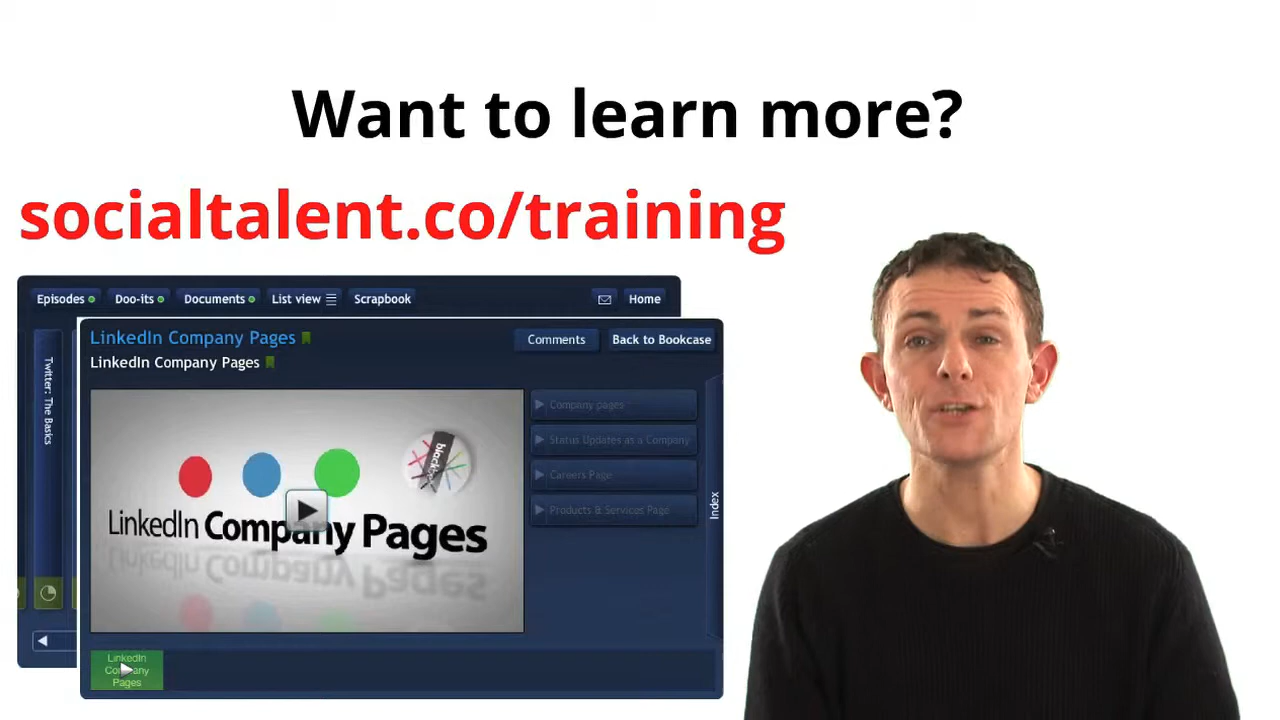 Want to learn more?
socialtalent.co/training
Episodes Doo-its Documents List view Scrapbook Home
Twitter: The Basics
LinkedIn Company Pages
Comments Back to Bookcase
LinkedIn Company Pages
Company pages
Status Updates as a Company
Careers Page
Products & Services Page
Index
LinkedIn Company Pages
LinkedIn
Company
Pages